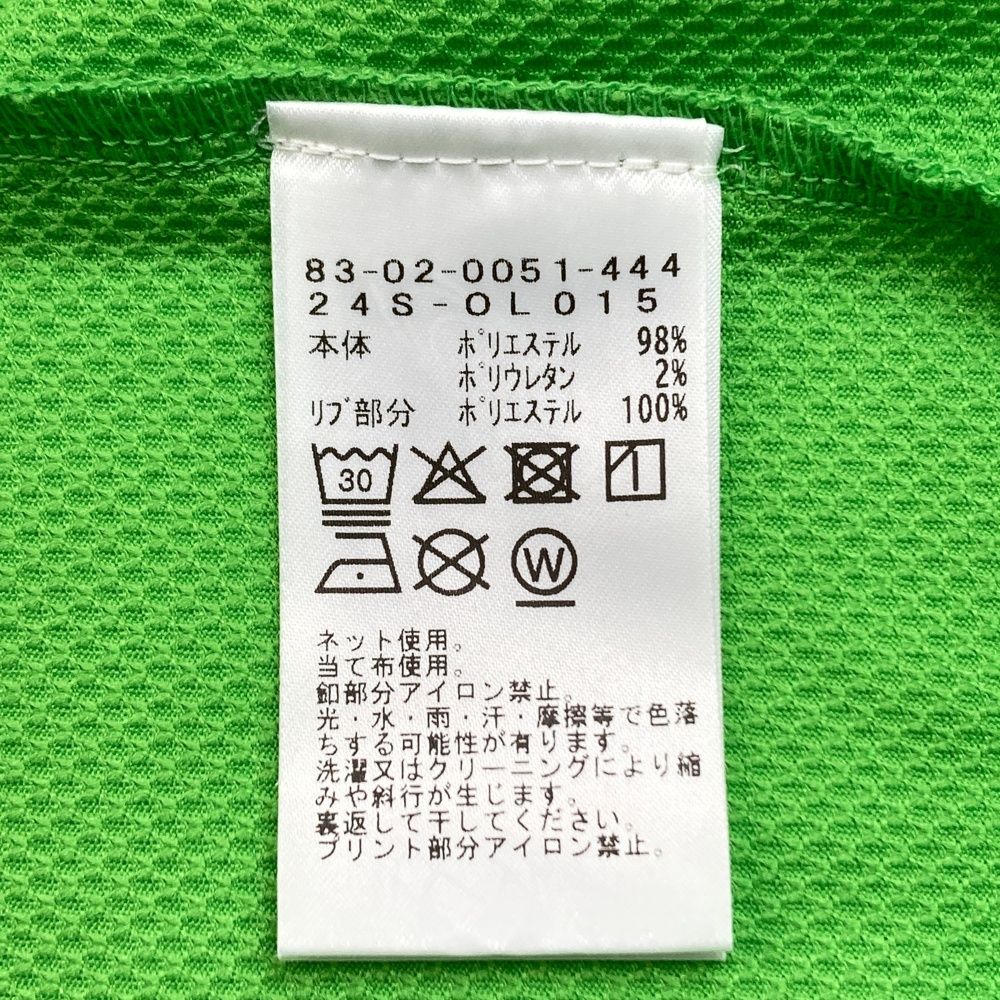 83-02-0051-444
24S-OL015
本体 ポリエステル 98%
ポリウレタン 2%
リブ部分 ポリエステル 100%
30
W
ネット使用。
当て布使用。
釦部分アイロン禁止。
光・水・雨・汗・摩擦等で色落
ちする可能性が有ります。
洗濯又はクリーニングにより縮
みや斜行が生じます。
裏返して干してください。
プリント部分アイロン禁止。